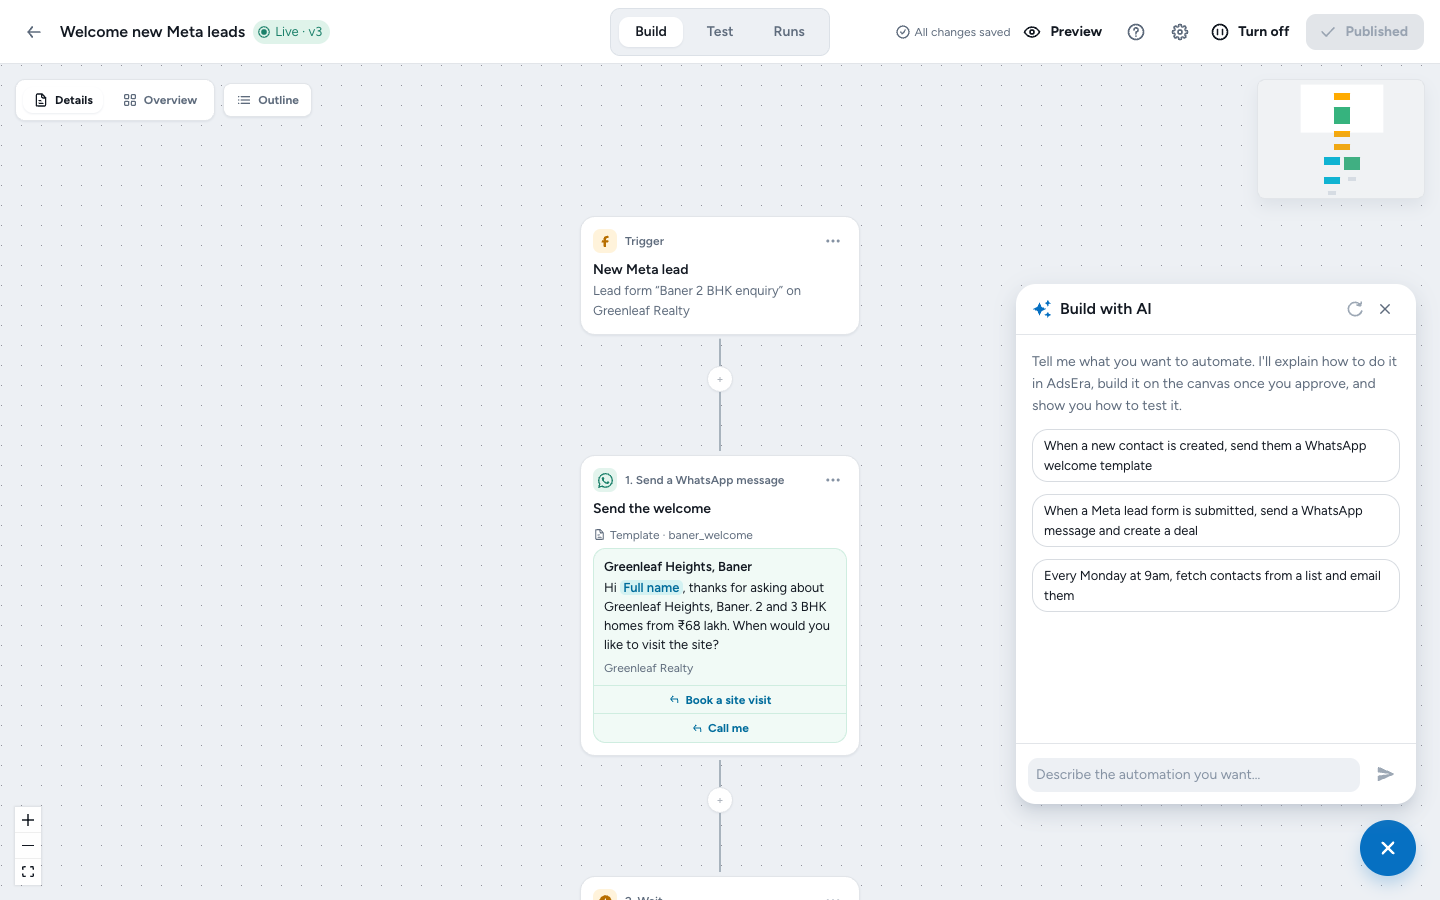 Welcome new Meta leads
Live · v3
Build
Test
Runs
All changes saved
Preview
Turn off
Published
Details
Overview
Outline
Trigger
New Meta lead
Lead form "Baner 2 BHK enquiry" on
Greenleaf Realty
1. Send a WhatsApp message
Send the welcome
Template · baner_welcome
Greenleaf Heights, Baner
Hi Full name , thanks for asking about
Greenleaf Heights, Baner. 2 and 3 BHK
homes from ₹68 lakh. When would you
like to visit the site?
Greenleaf Realty
Book a site visit
Call me
2. Wait
Build with AI
Tell me what you want to automate. I'll explain how to do it
in AdsEra, build it on the canvas once you approve, and
show you how to test it.
When a new contact is created, send them a WhatsApp
welcome template
When a Meta lead form is submitted, send a WhatsApp
message and create a deal
Every Monday at 9am, fetch contacts from a list and email
them
Describe the automation you want...